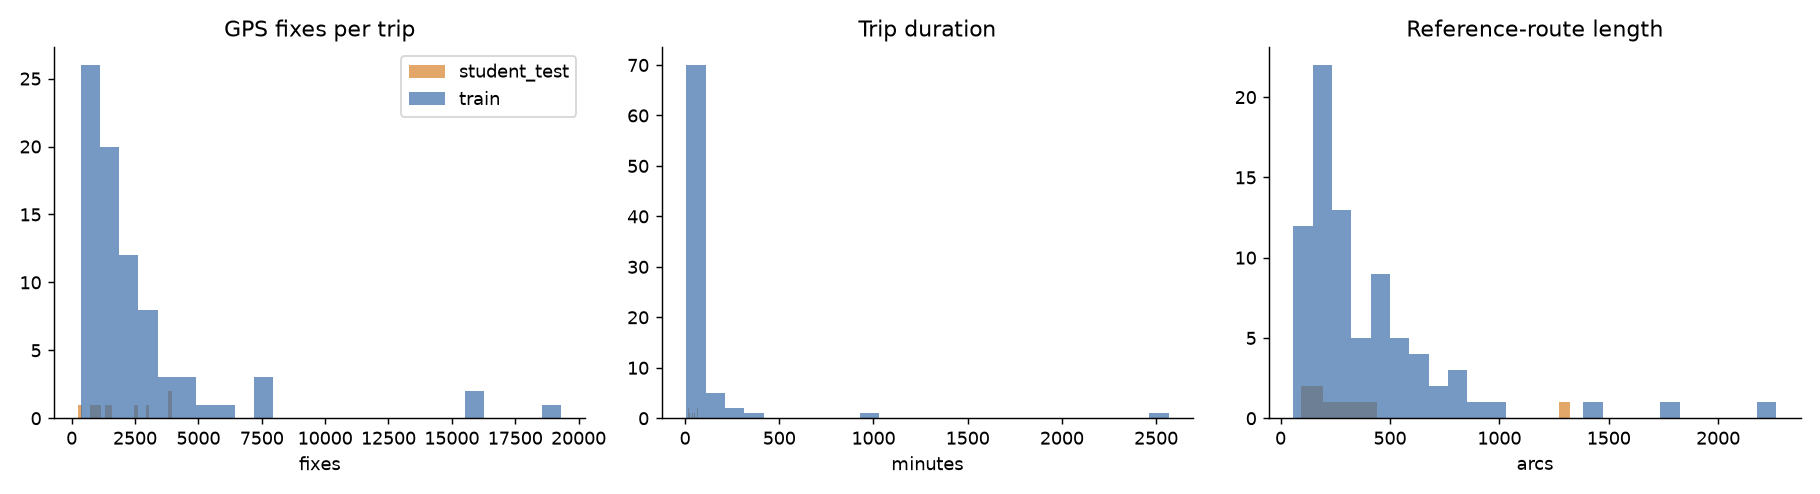 GPS fixes per trip
25
20
15
10
5
0
0 2500 5000 7500 10000 12500 15000 17500 20000
fixes
student_test
train
Trip duration
70
60
50
40
30
20
10
0
0 500 1000 1500 2000 2500
minutes
Reference-route length
20
15
10
5
0
0 500 1000 1500 2000
arcs